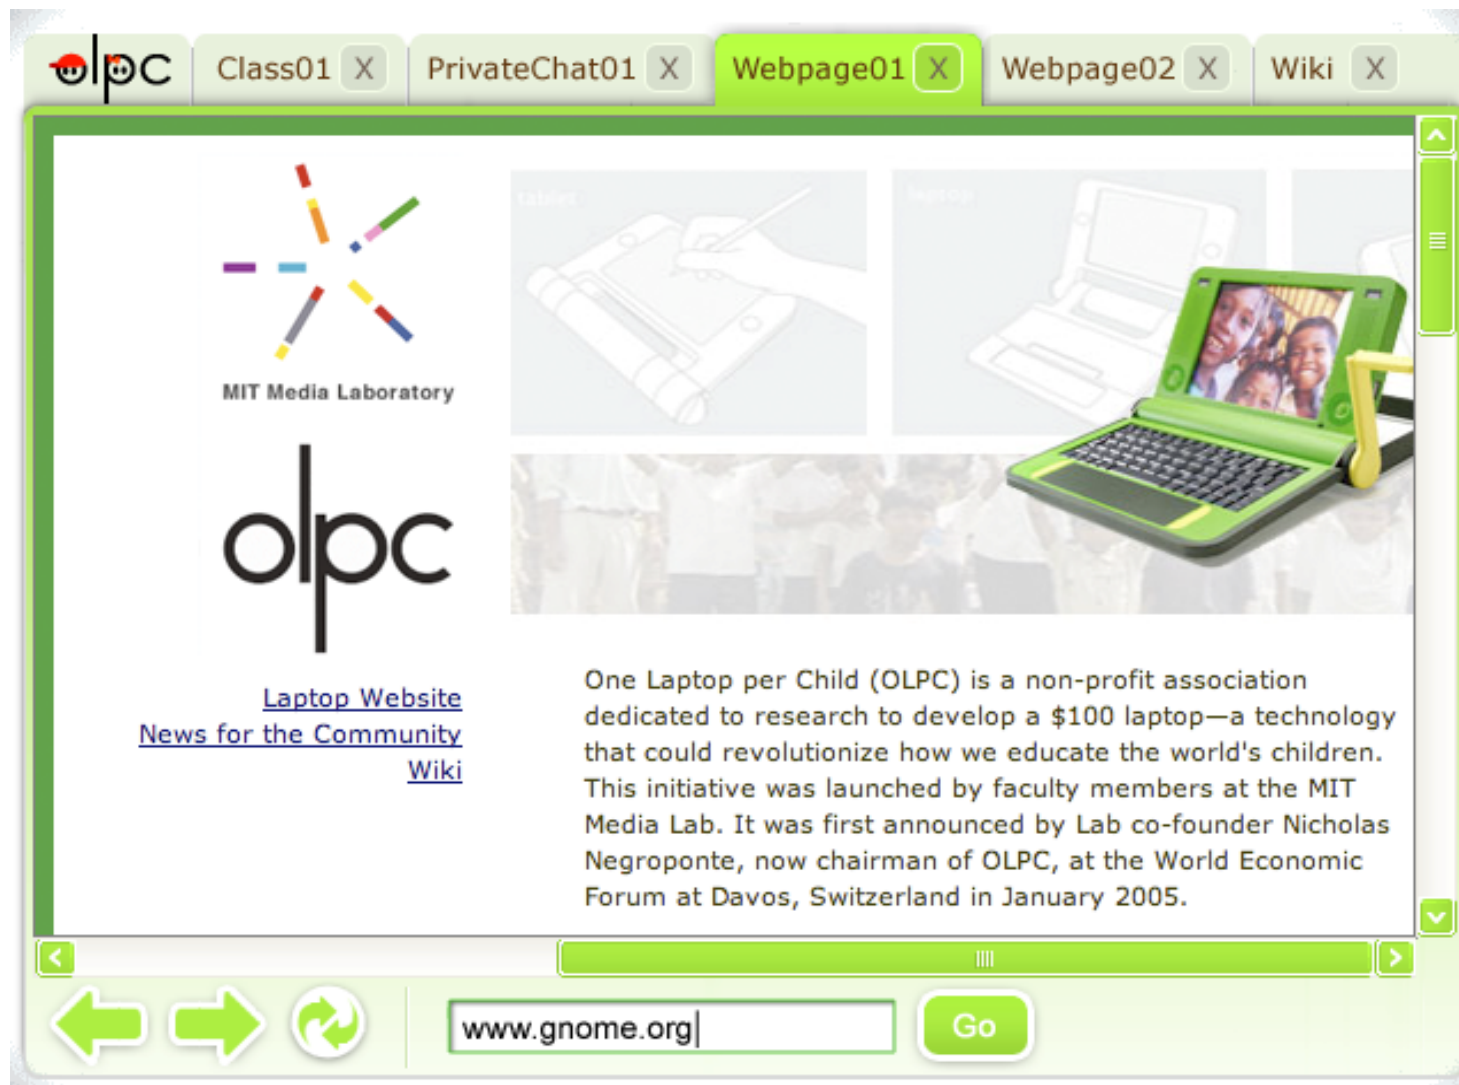 olpc
Class01 X
PrivateChat01 X
Webpage01 X
Webpage02 X
Wiki X
tablet
laptop
MIT Media Laboratory
olpc
Laptop Website
News for the Community
Wiki
One Laptop per Child (OLPC) is a non-profit association
dedicated to research to develop a $100 laptop—a technology
that could revolutionize how we educate the world's children.
This initiative was launched by faculty members at the MIT
Media Lab. It was first announced by Lab co-founder Nicholas
Negroponte, now chairman of OLPC, at the World Economic
Forum at Davos, Switzerland in January 2005.
www.gnome.org
Go